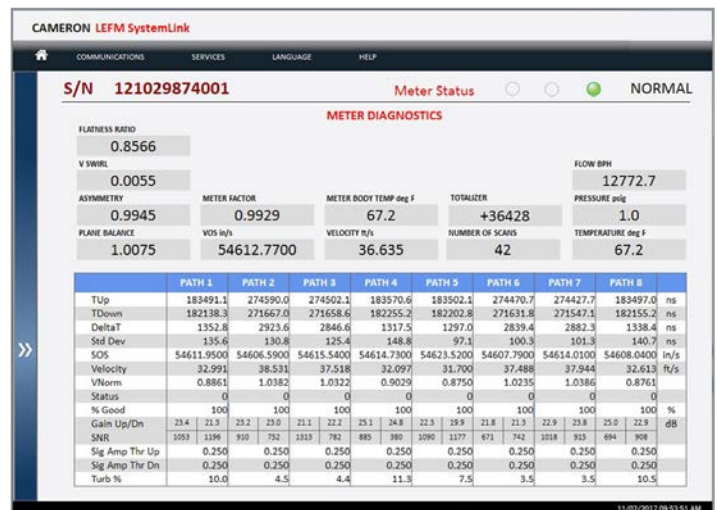 CAMERON LEFM SystemLink
COMMUNICATIONS SERVICES LANGUAGE HELP
S/N 121029874001 Meter Status NORMAL
METER DIAGNOSTICS
FLATNESS RATIO
0.8566
V SWIRL FLOW BPH
0.0055 12772.7
ASYMMETRY METER FACTOR METER BODY TEMP deg F TOTALIZER PRESSURE psig
0.9945 0.9929 67.2 +36428 1.0
PLANE BALANCE VOS in/s VELOCITY ft/s NUMBER OF SCANS TEMPERATURE deg F
1.0075 54612.7700 36.635 42 67.2
PATH 1 PATH 2 PATH 3 PATH 4 PATH 5 PATH 6 PATH 7 PATH 8
TUp 183491.1 274590.0 274502.1 183570.6 183502.1 274470.7 274427.7 183497.0 ns
TDown 182138.3 271667.0 271658.6 182255.2 182202.8 271631.8 271547.1 182155.2 ns
DeltaT 1352.8 2923.6 2846.6 1317.5 1297.0 2839.4 2882.3 1338.4 ns
Std Dev 135.6 130.8 125.4 148.8 97.1 100.3 101.3 140.7 ns
SOS 54611.9500 54606.5900 54615.5400 54614.7300 54623.5200 54607.7900 54614.0100 54608.0400 in/s
Velocity 32.991 38.531 37.518 32.097 31.700 37.488 37.944 32.613 ft/s
VNorm 0.8861 1.0382 1.0322 0.9029 0.8750 1.0235 1.0386 0.8761
Status 0 0 0 0 0 0 0 0
% Good 100 100 100 100 100 100 100 100 %
Gain Up/Dn 23.4 21.3 23.2 23.0 21.1 22.2 25.1 24.8 22.3 19.9 21.8 21.3 22.9 23.8 25.0 22.9 dB
SNR 1053 1196 910 752 1313 782 885 380 1090 1177 671 742 1018 915 694 908
Sig Amp Thr Up 0.250 0.250 0.250 0.250 0.250 0.250 0.250 0.250
Sig Amp Thr Dn 0.250 0.250 0.250 0.250 0.250 0.250 0.250 0.250
Turb % 10.0 4.5 4.4 11.3 7.5 3.5 3.5 10.5
11/02/2017 09:53:51 AM